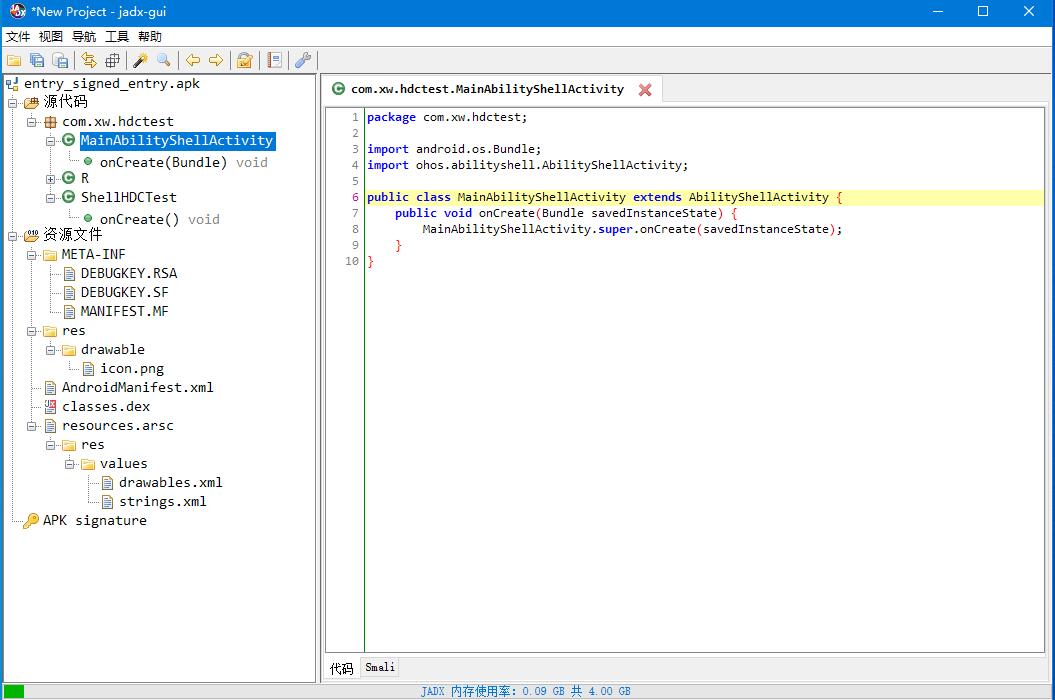 *New Project - jadx-gui
文件 视图 导航 工具 帮助
entry_signed_entry.apk
源代码
com.xw.hdctest
MainAbilityShellActivity
onCreate(Bundle) void
R
ShellHDCTest
onCreate() void
资源文件
META-INF
DEBUGKEY.RSA
DEBUGKEY.SF
MANIFEST.MF
res
drawable
icon.png
AndroidManifest.xml
classes.dex
resources.arsc
res
values
drawables.xml
strings.xml
APK signature
com.xw.hdctest.MainAbilityShellActivity
1 package com.xw.hdctest;
2
3 import android.os.Bundle;
4 import ohos.abilityshell.AbilityShellActivity;
5
6 public class MainAbilityShellActivity extends AbilityShellActivity {
7 public void onCreate(Bundle savedInstanceState) {
8 MainAbilityShellActivity.super.onCreate(savedInstanceState);
9 }
10 }
代码 Smali
JADX 内存使用率: 0.09 GB 共 4.00 GB